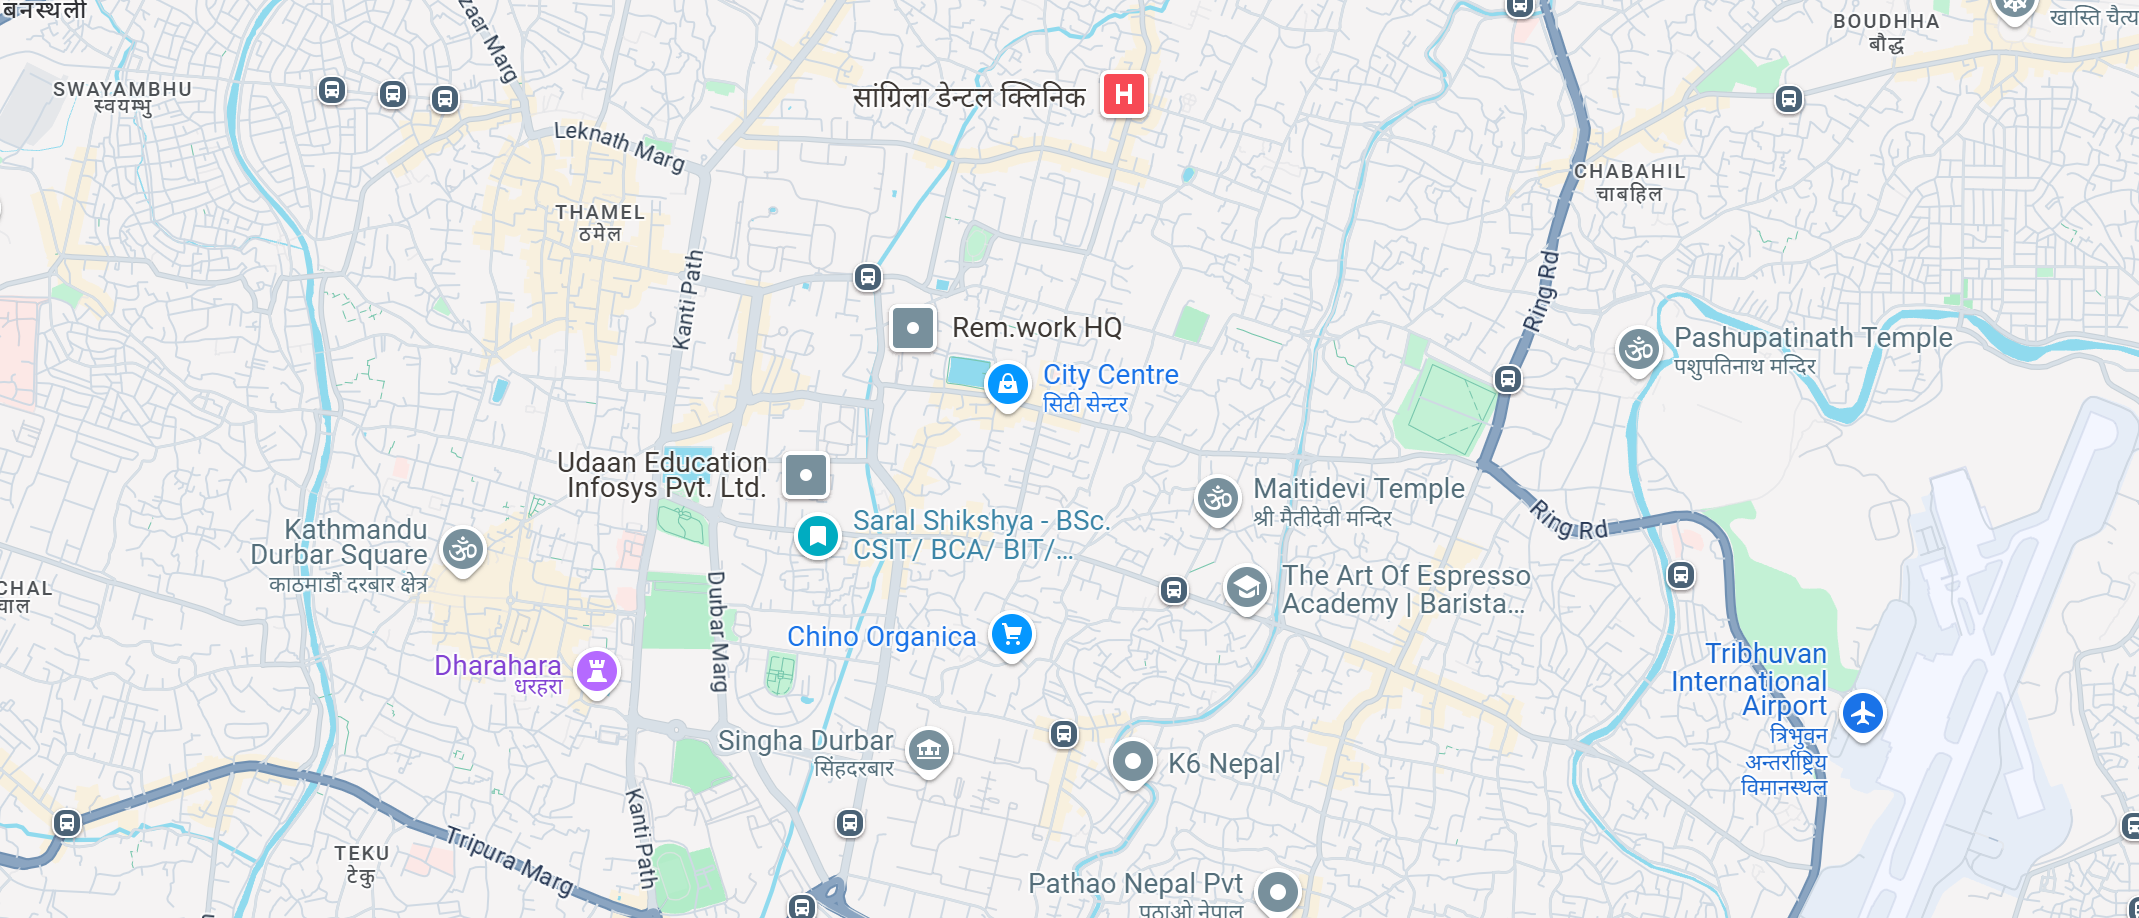 बनस्थली
zaar Marg
BOUDHHA
बौद्ध
खास्ति चैत्य
SWAYAMBHU
स्वयम्भु
सांग्रिला डेन्टल क्लिनिक
H
Leknath Marg
CHABAHIL
चाबहिल
THAMEL
ठमेल
Kanti Path
Ring Rd
Rem.work HQ
Pashupatinath Temple
पशुपतिनाथ मन्दिर
City Centre
सिटी सेन्टर
Udaan Education
Infosys Pvt. Ltd.
Maitidevi Temple
श्री मैतीदेवी मन्दिर
Ring Rd
Saral Shikshya - BSc.
CSIT/ BCA/ BIT/...
Kathmandu
Durbar Square
काठमाडौं दरबार क्षेत्र
CHAL
वाल
The Art Of Espresso
Academy | Barista...
Durbar Marg
Chino Organica
Dharahara
धरहरा
Tribhuvan
International
Airport
त्रिभुवन
अन्तर्राष्ट्रिय
विमानस्थल
Singha Durbar
सिंहदरबार
K6 Nepal
Kanti Path
Tripura Marg
TEKU
टेकु
Pathao Nepal Pvt
पठाओ नेपाल